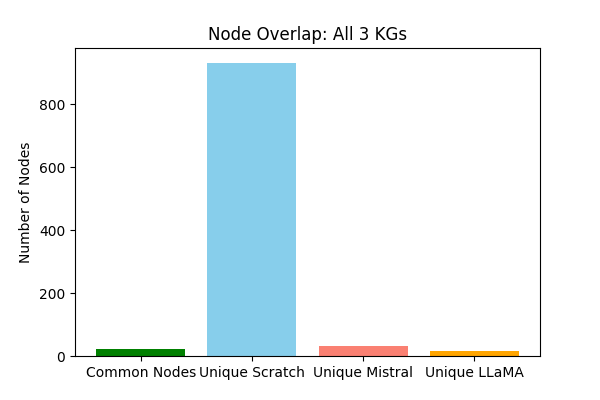 Node Overlap: All 3 KGs
Number of Nodes
800
600
400
200
0
Common Nodes Unique Scratch Unique Mistral Unique LLaMA